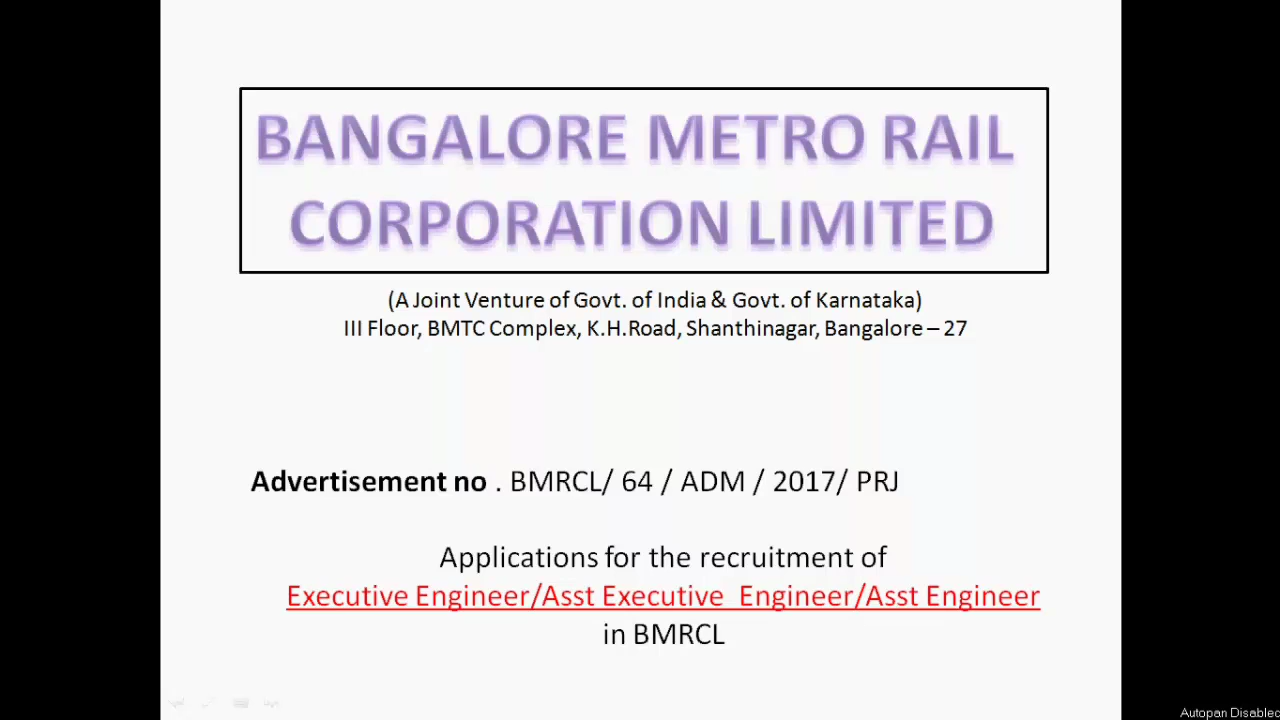 BANGALORE METRO RAIL
CORPORATION LIMITED
(A Joint Venture of Govt. of India & Govt. of Karnataka)
III Floor, BMTC Complex, K.H.Road, Shanthinagar, Bangalore – 27
Advertisement no . BMRCL/ 64 / ADM / 2017/ PRJ
Applications for the recruitment of
Executive Engineer/Asst Executive  Engineer/Asst Engineer
in BMRCL
Autopan Disabled